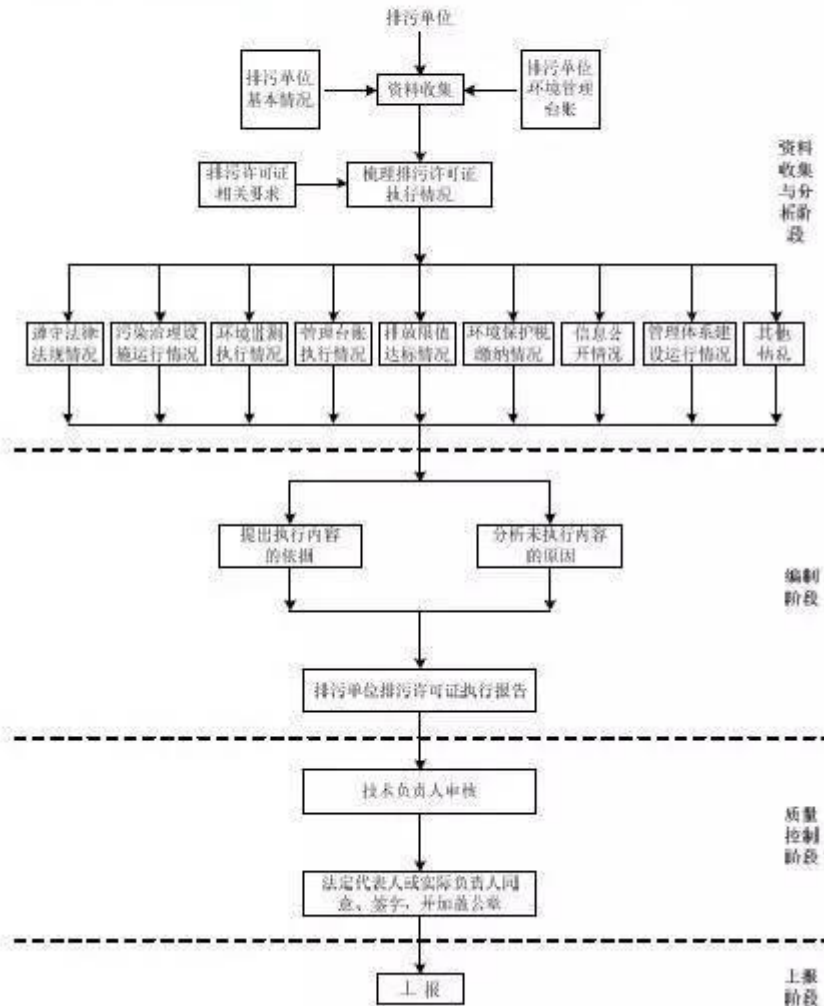 排污单位
排污单位
基本情况
资料收集
排污单位
环境管理
台账
资料
收集
与分
析阶
段
排污许可证
相关要求
梳理排污许可证
执行情况
遵守法律
法规情况
污染治理设
施运行情况
环境监测
执行情况
管理台账
执行情况
排放限值
达标情况
环境保护税
缴纳情况
信息公
开情况
管理体系建
设运行情况
其他
情况
提出执行内容
的依据
分析未执行内容
的原因
编制
阶段
排污单位排污许可证执行报告
技术负责人审核
质量
控制
阶段
法定代表人或实际负责人同
意、签字，并加盖公章
上报
上报
阶段